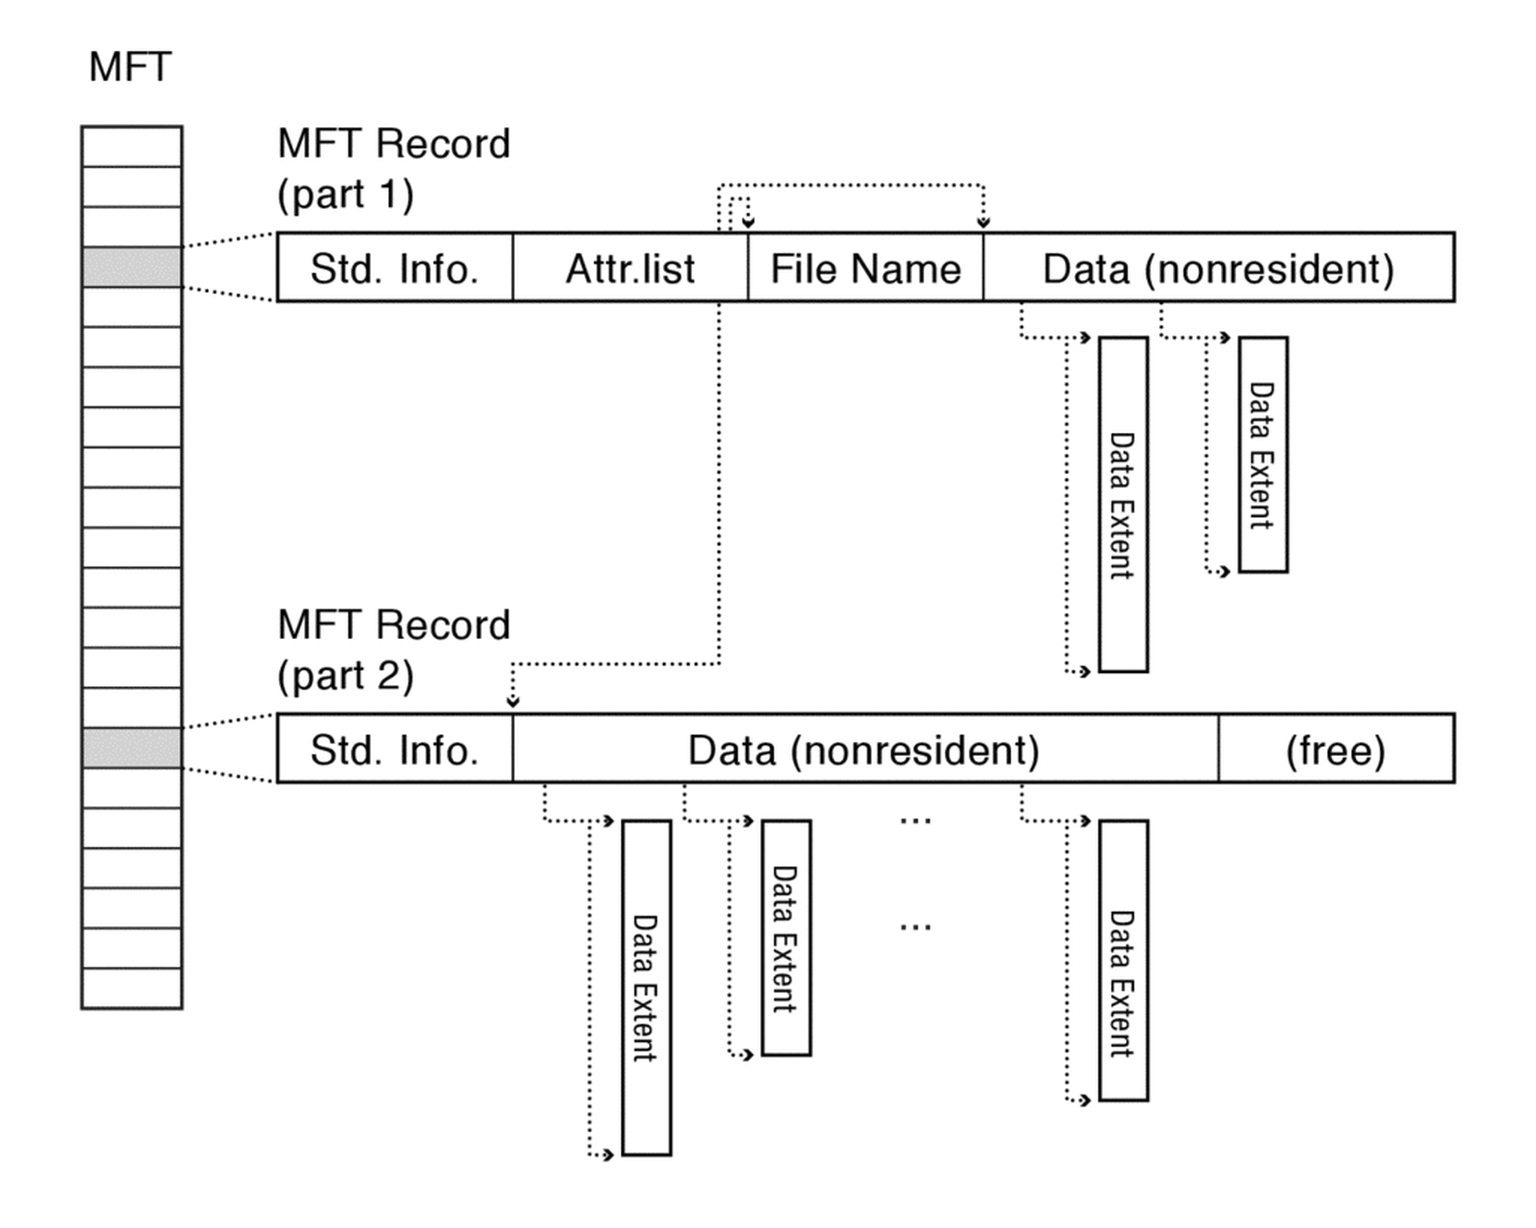 MFT
MFT Record
(part 1)
Std. Info.
Attr.list
File Name
Data (nonresident)
Data Extent
Data Extent
MFT Record
(part 2)
Std. Info.
Data (nonresident)
(free)
Data Extent
Data Extent
...
...
Data Extent